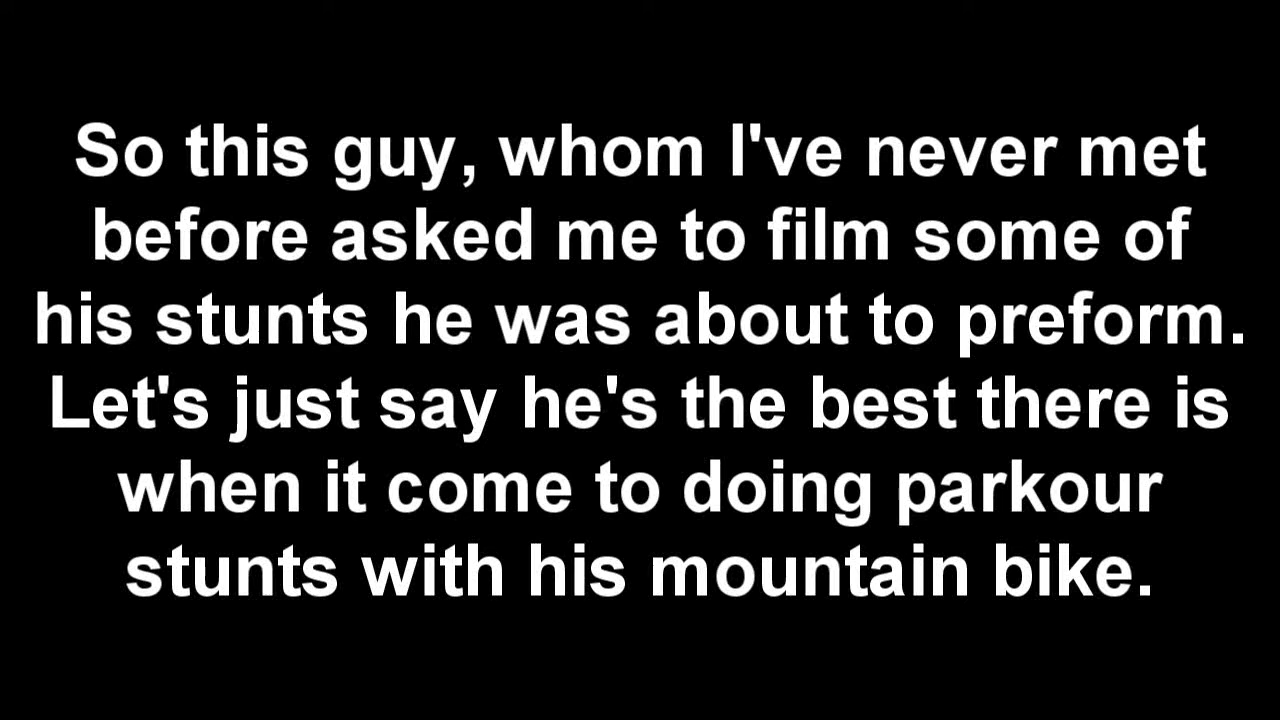 So this guy, whom I've never met
before asked me to film some of
his stunts he was about to preform.
Let's just say he's the best there is
when it come to doing parkour
stunts with his mountain bike.